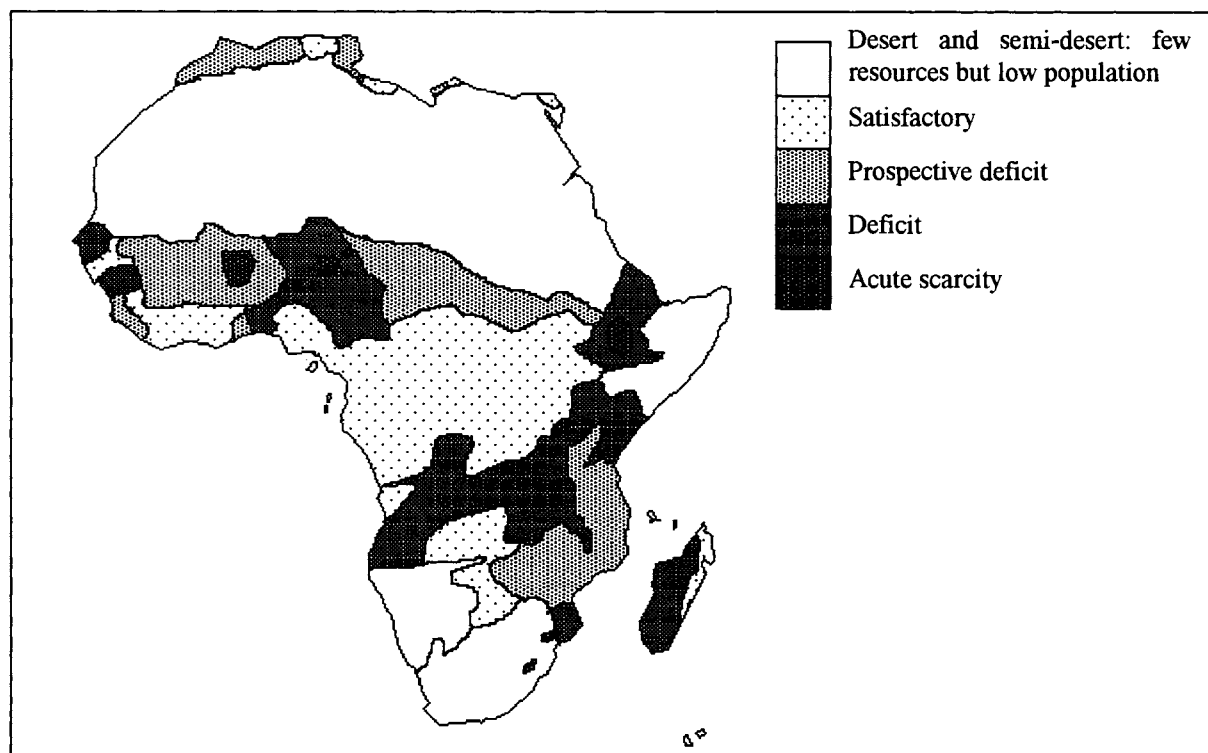 Desert and semi-desert: few
resources but low population
Satisfactory
Prospective deficit
Deficit
Acute scarcity